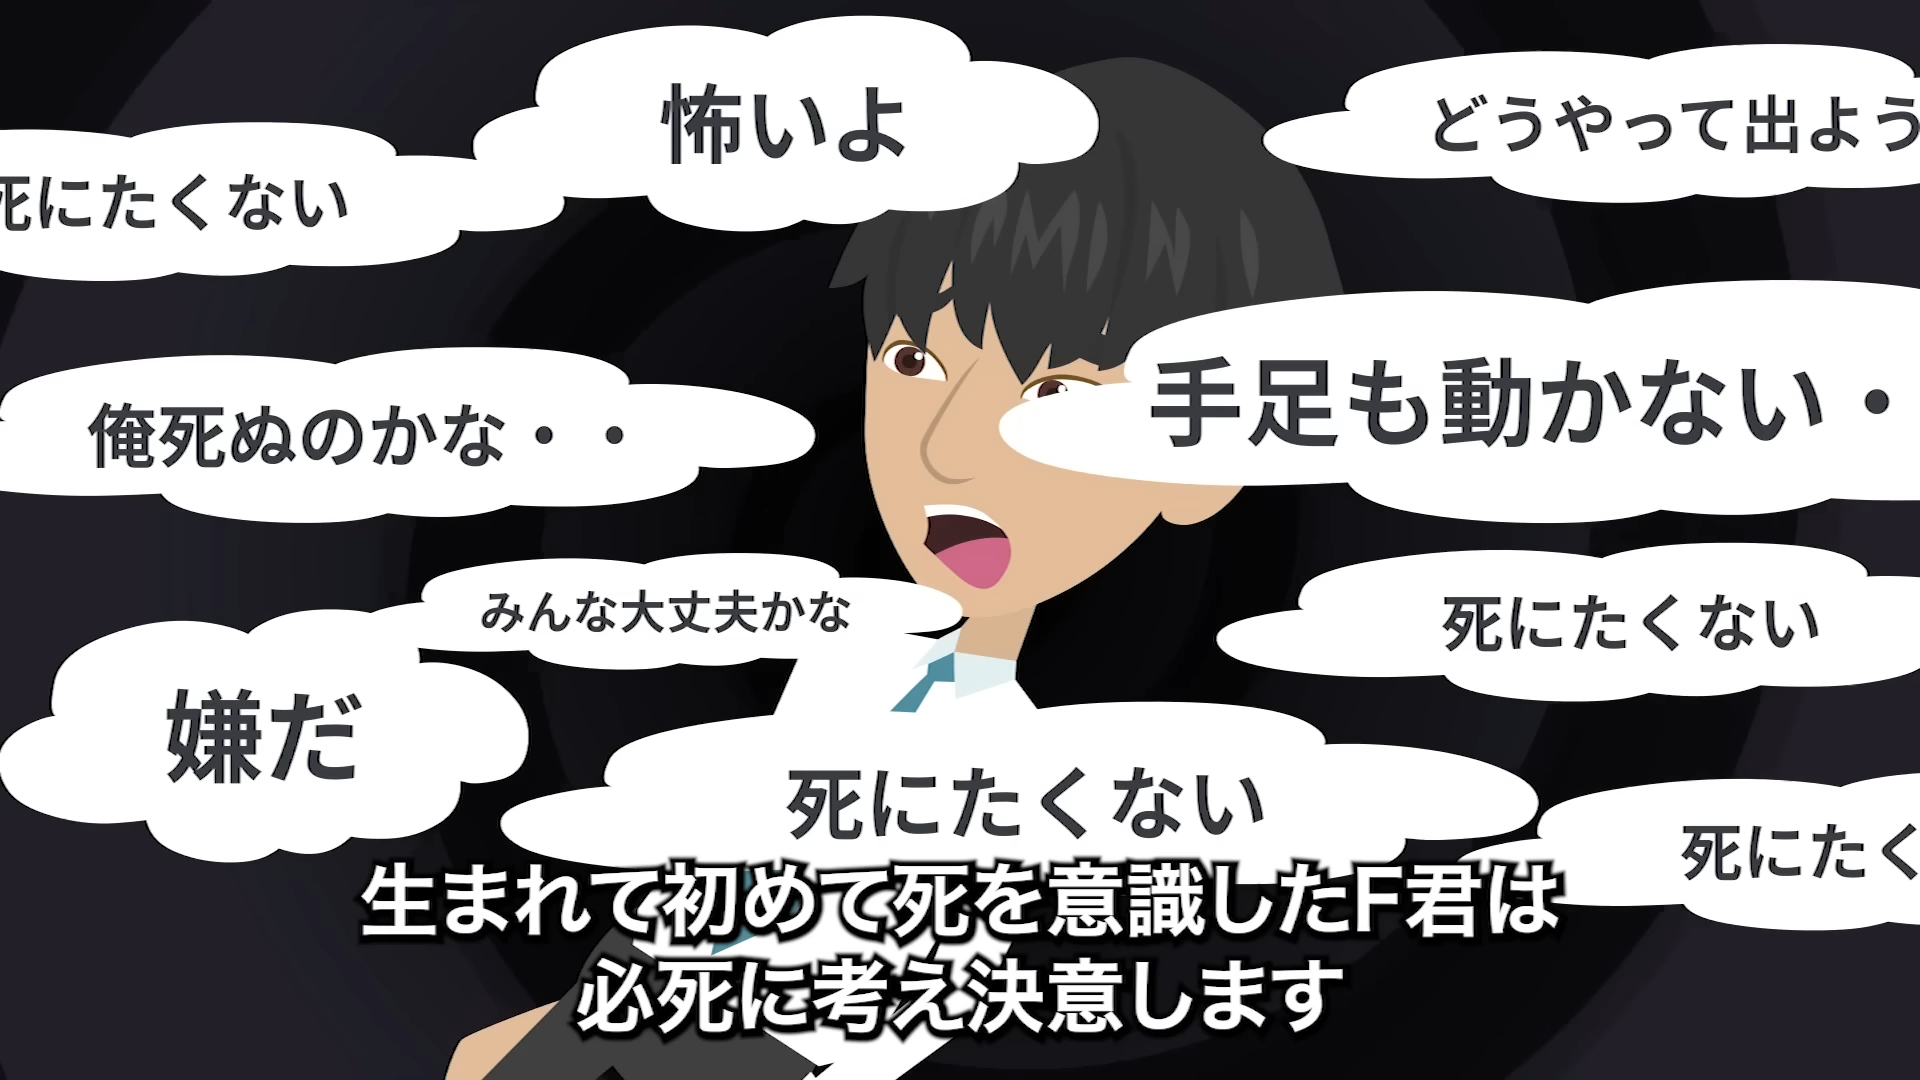 怖いよ
どうやって出よう
死にたくない
手足も動かない・
俺死ぬのかな・・
みんな大丈夫かな
死にたくない
嫌だ
死にたくない
死にたく
生まれて初めて死を意識したF君は
必死に考え決意します